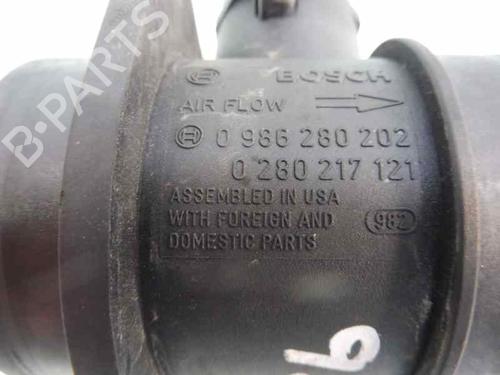 B-PARTS
BOSCH
AIR FLOW
0 986 280 202
0 280 217 121
ASSEMBLED IN USA
WITH FOREIGN AND 982
DOMESTIC PARTS
9